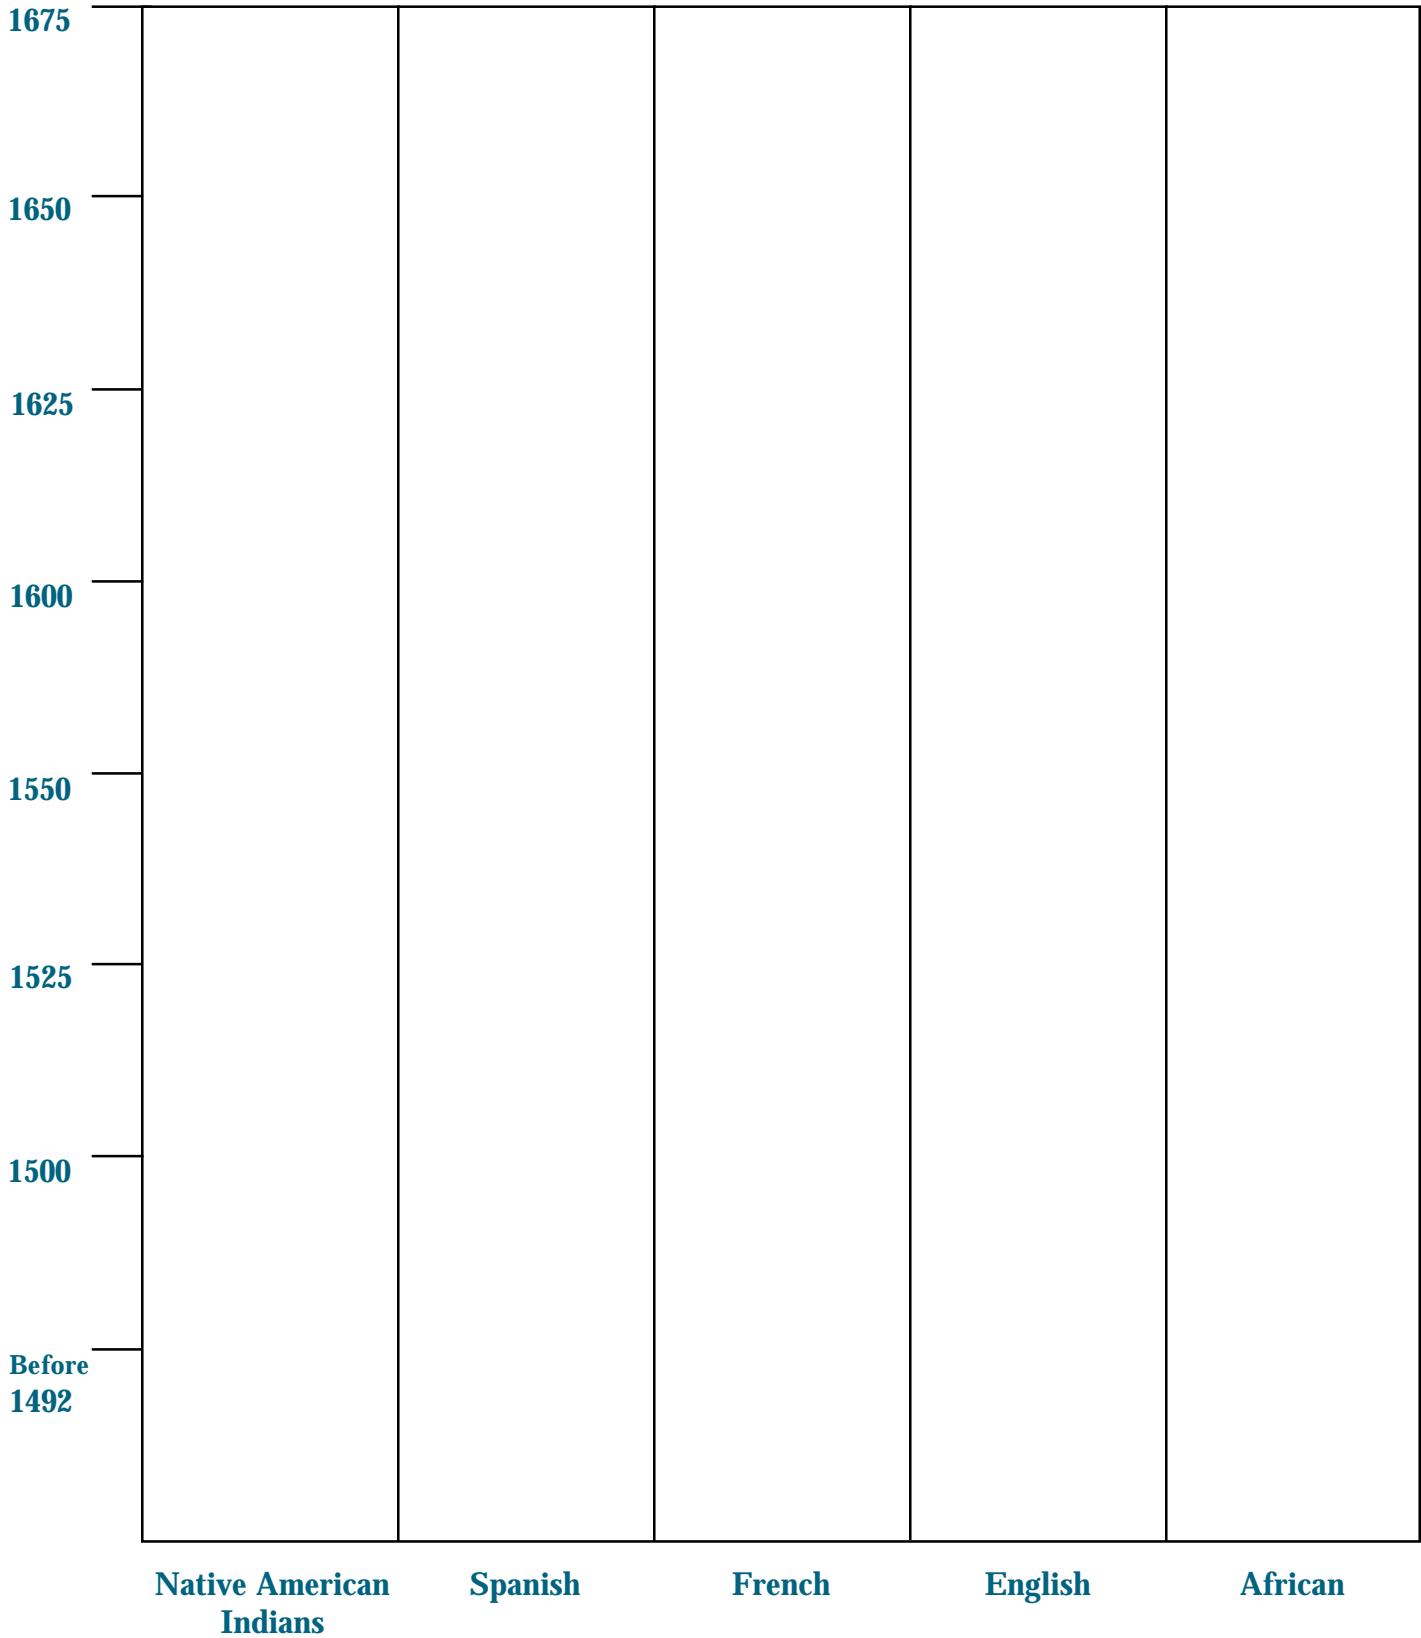 1675
1650
1625
1600
1550
1525
1500
Before
1492
Native American
Indians
Spanish
French
English
African